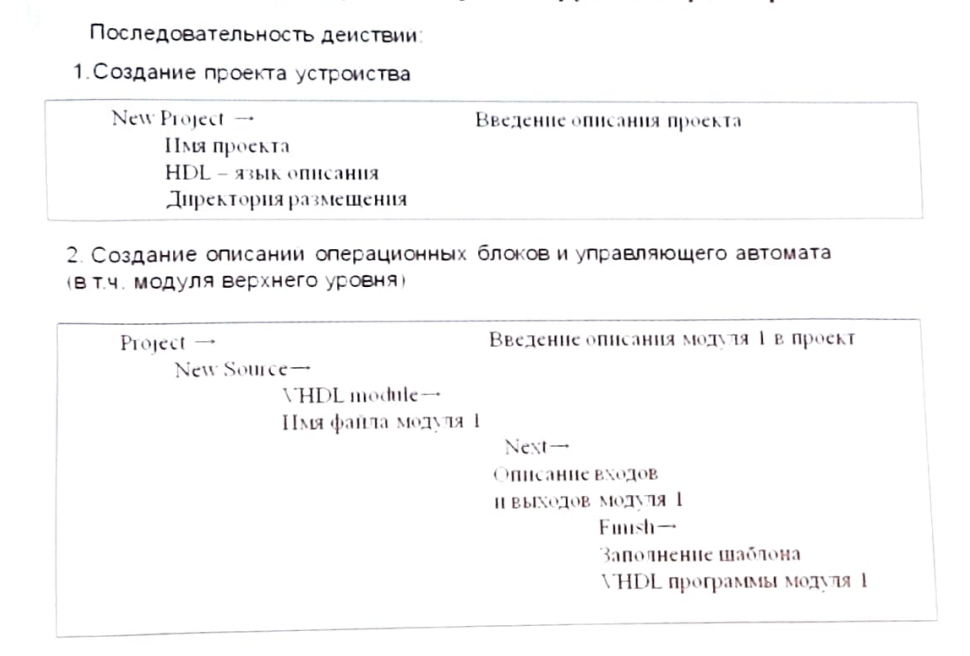 Последовательность деиствии:
1.Создание проекта устроиства
New Project → Введение описания проекта
Имя проекта
HDL – язык описания
Директория размещения
2. Создание описании операционных блоков и управляющего автомата
(в т.ч. модуля верхнего уровня)
Project → Введение описания модуля 1 в проект
New Source→
VHDL module→
Имя файла модуля 1
Next→
Описание входов
и выходов модуля 1
Finish→
Заполнение шаблона
VHDL программы модуля 1